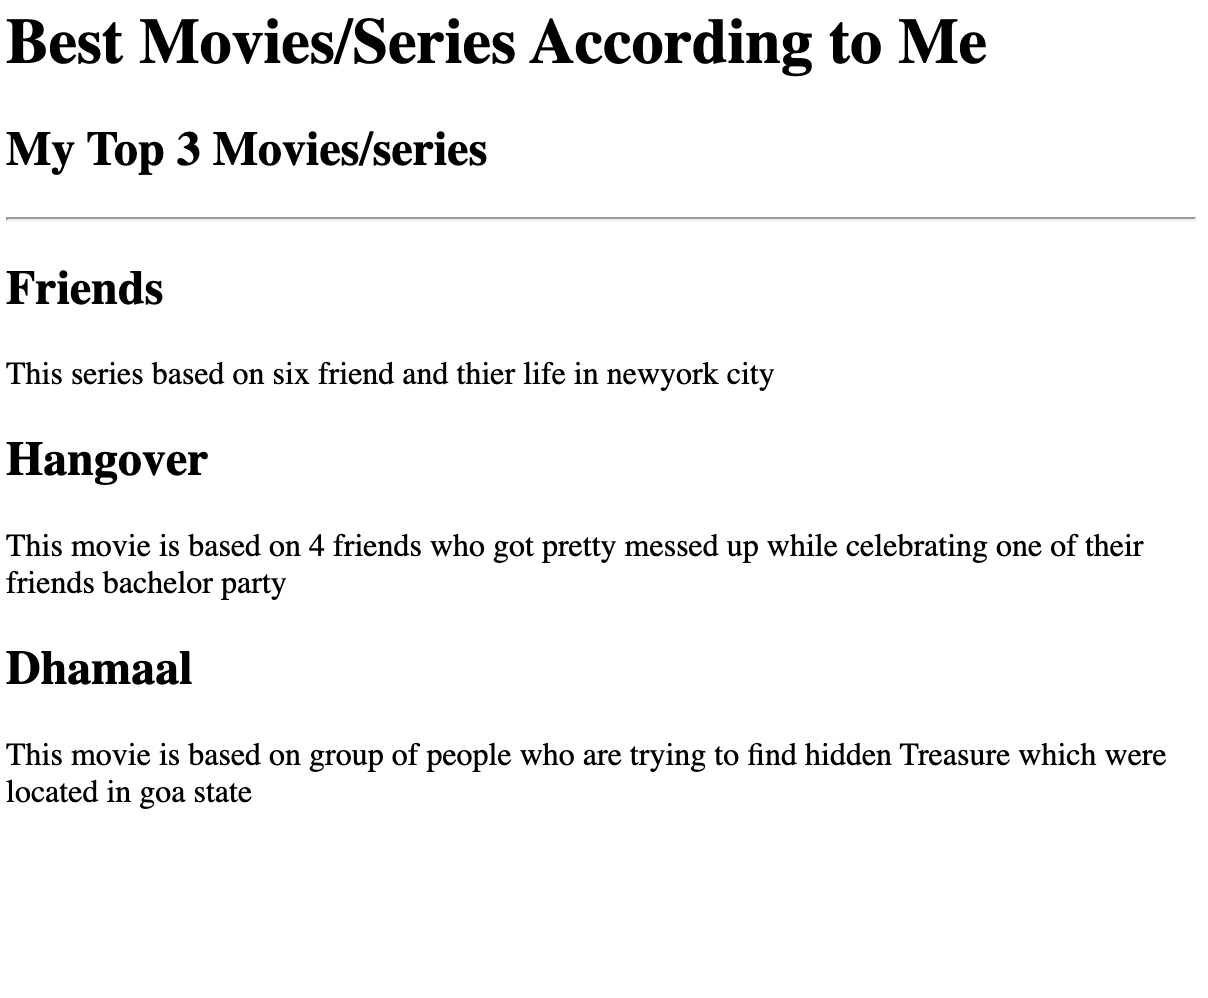 Best Movies/Series According to Me
My Top 3 Movies/series
Friends
This series based on six friend and thier life in newyork city
Hangover
This movie is based on 4 friends who got pretty messed up while celebrating one of their
friends bachelor party
Dhamaal
This movie is based on group of people who are trying to find hidden Treasure which were
located in goa state